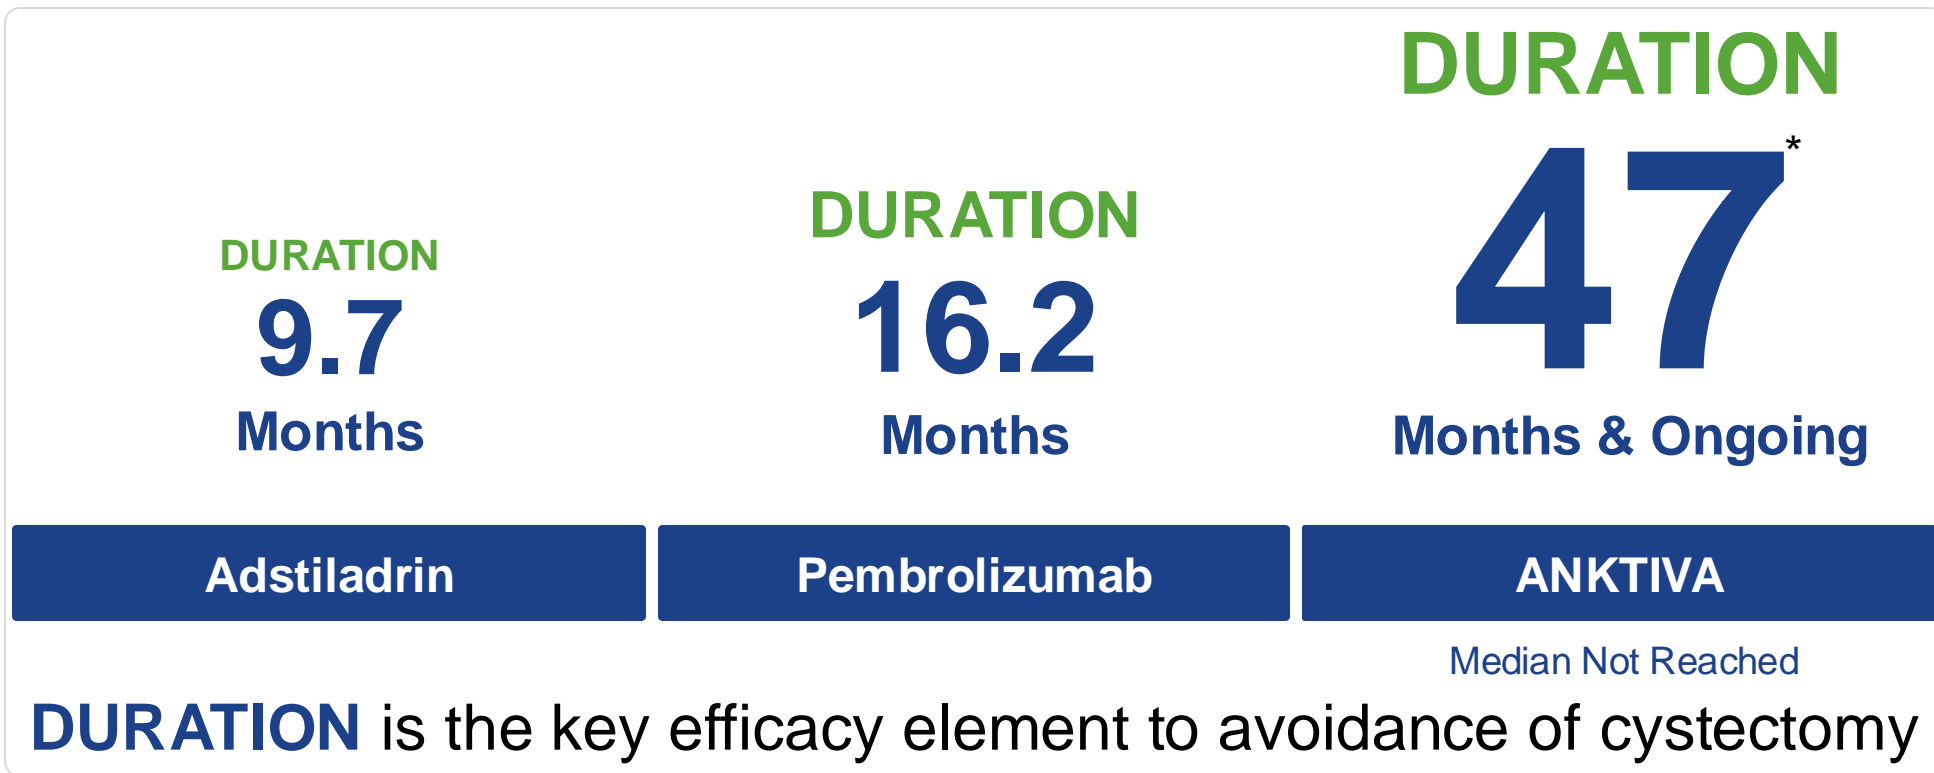 DURATION
9.7
Months
Adstiladrin
DURATION
16.2
Months
Pembrolizumab
DURATION
47*
Months & Ongoing
ANKTIVA
Median Not Reached
DURATION is the key efficacy element to avoidance of cystectomy